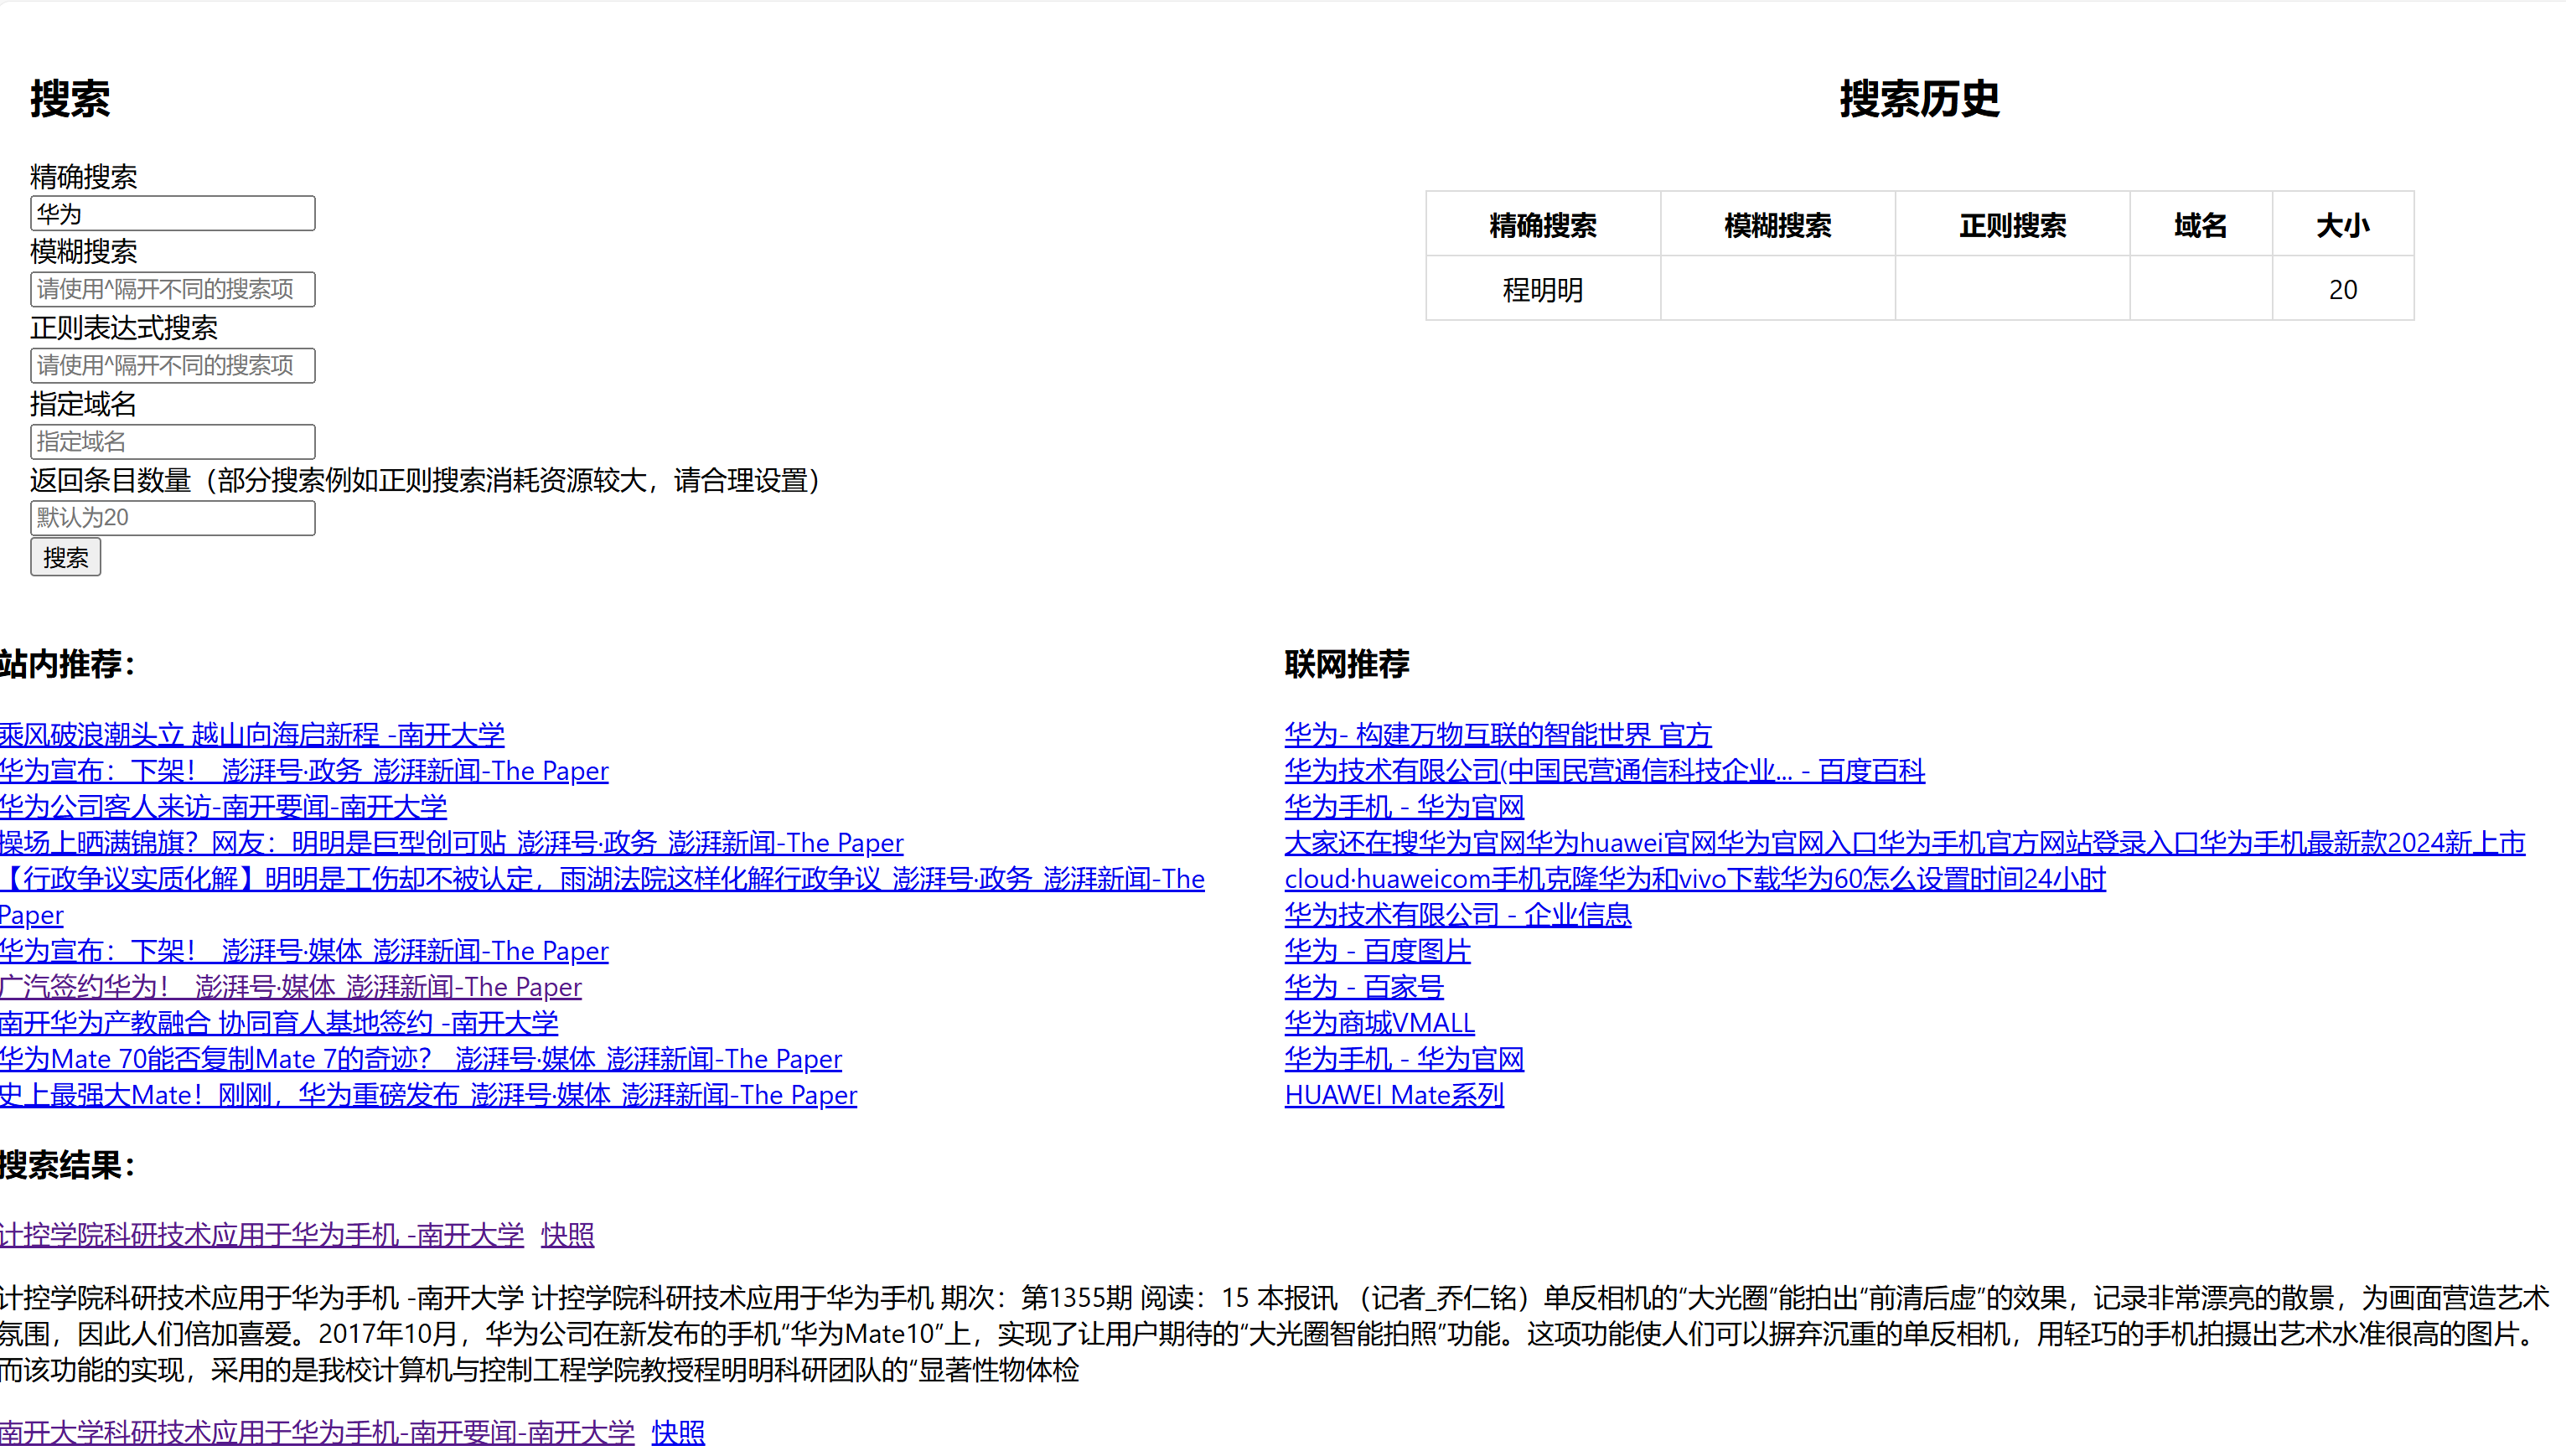 搜索
精确搜索
华为
模糊搜索
请使用^隔开不同的搜索项
正则表达式搜索
请使用^隔开不同的搜索项
指定域名
指定域名
返回条目数量（部分搜索例如正则搜索消耗资源较大，请合理设置）
默认为20
搜索
搜索历史
精确搜索 模糊搜索 正则搜索 域名 大小
程明明 20
站内推荐：
乘风破浪潮头立 越山向海启新程 -南开大学
华为宣布：下架！_澎湃号·政务_澎湃新闻-The Paper
华为公司客人来访-南开要闻-南开大学
操场上晒满锦旗？网友：明明是巨型创可贴_澎湃号·政务_澎湃新闻-The Paper
【行政争议实质化解】明明是工伤却不被认定，雨湖法院这样化解行政争议_澎湃号·政务_澎湃新闻-The
Paper
华为宣布：下架！_澎湃号·媒体_澎湃新闻-The Paper
广汽签约华为！_澎湃号·媒体_澎湃新闻-The Paper
南开华为产教融合 协同育人基地签约 -南开大学
华为Mate 70能否复制Mate 7的奇迹？_澎湃号·媒体_澎湃新闻-The Paper
史上最强大Mate！刚刚，华为重磅发布_澎湃号·媒体_澎湃新闻-The Paper
联网推荐
华为- 构建万物互联的智能世界 官方
华为技术有限公司(中国民营通信科技企业... - 百度百科
华为手机 - 华为官网
大家还在搜华为官网华为huawei官网华为官网入口华为手机官方网站登录入口华为手机最新款2024新上市
cloud·huaweicom手机克隆华为和vivo下载华为60怎么设置时间24小时
华为技术有限公司 - 企业信息
华为 - 百度图片
华为 - 百家号
华为商城VMALL
华为手机 - 华为官网
HUAWEI Mate系列
搜索结果：
计控学院科研技术应用于华为手机 -南开大学 快照
计控学院科研技术应用于华为手机 -南开大学 计控学院科研技术应用于华为手机 期次：第1355期 阅读：15 本报讯 （记者_乔仁铭）单反相机的“大光圈”能拍出“前清后虚”的效果，记录非常漂亮的散景，为画面营造艺术
氛围，因此人们倍加喜爱。2017年10月，华为公司在新发布的手机“华为Mate10”上，实现了让用户期待的“大光圈智能拍照”功能。这项功能使人们可以摒弃沉重的单反相机，用轻巧的手机拍摄出艺术水准很高的图片。
而该功能的实现，采用的是我校计算机与控制工程学院教授程明明科研团队的“显著性物体检
南开大学科研技术应用于华为手机-南开要闻-南开大学 快照